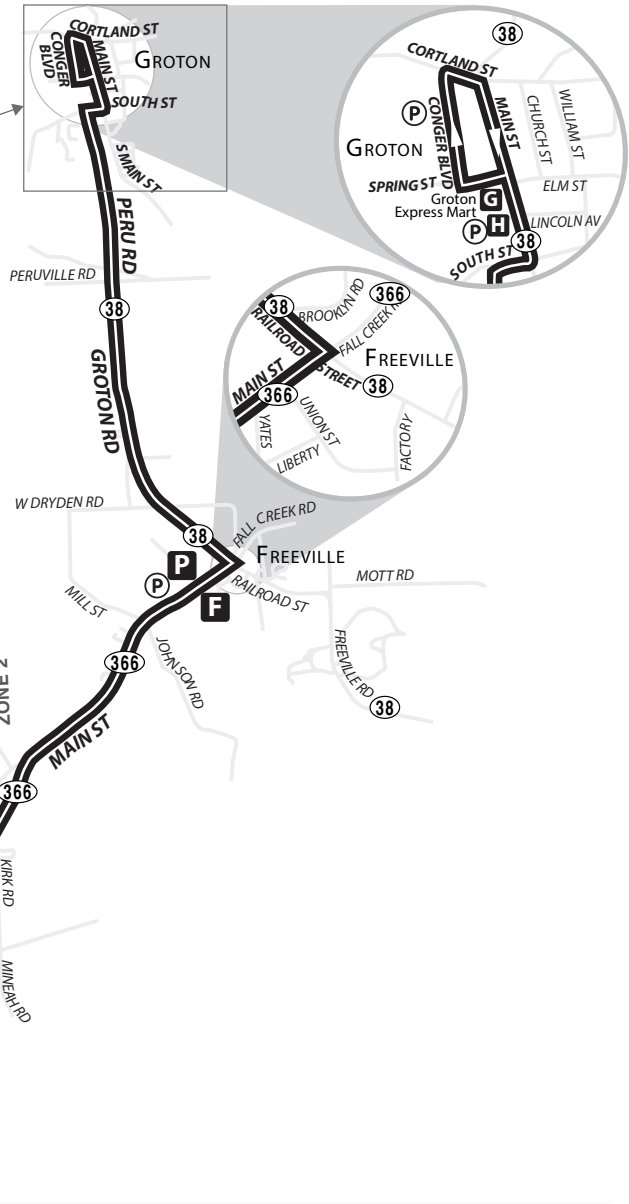 CORTLAND ST
CONGER
BLVD
MAIN ST
GROTON
SOUTH ST
S MAIN ST
PERU RD
PERUVILLE RD
38
GROTON RD
38
CORTLAND ST
P
CONGER BLVD
MAIN ST
CHURCH ST
WILLIAM ST
GROTON
SPRING ST
ELM ST
Groton
Express Mart
G
P
H
LINCOLN AV
38
SOUTH ST
38
366
BROOKLYN RD
RAILROAD
FALL CREEK R
FREEVILLE
MAIN ST
STREET
38
366
YATES
UNION ST
LIBERTY
FACTORY
W DRYDEN RD
38
FALL CREEK RD
FREEVILLE
P
P
F
RAILROAD ST
MOTT RD
MILL ST
JOHNSON RD
FREEVILLE RD
38
366
ZONE 2
MAIN ST
366
KIRK RD
MINEAH RD